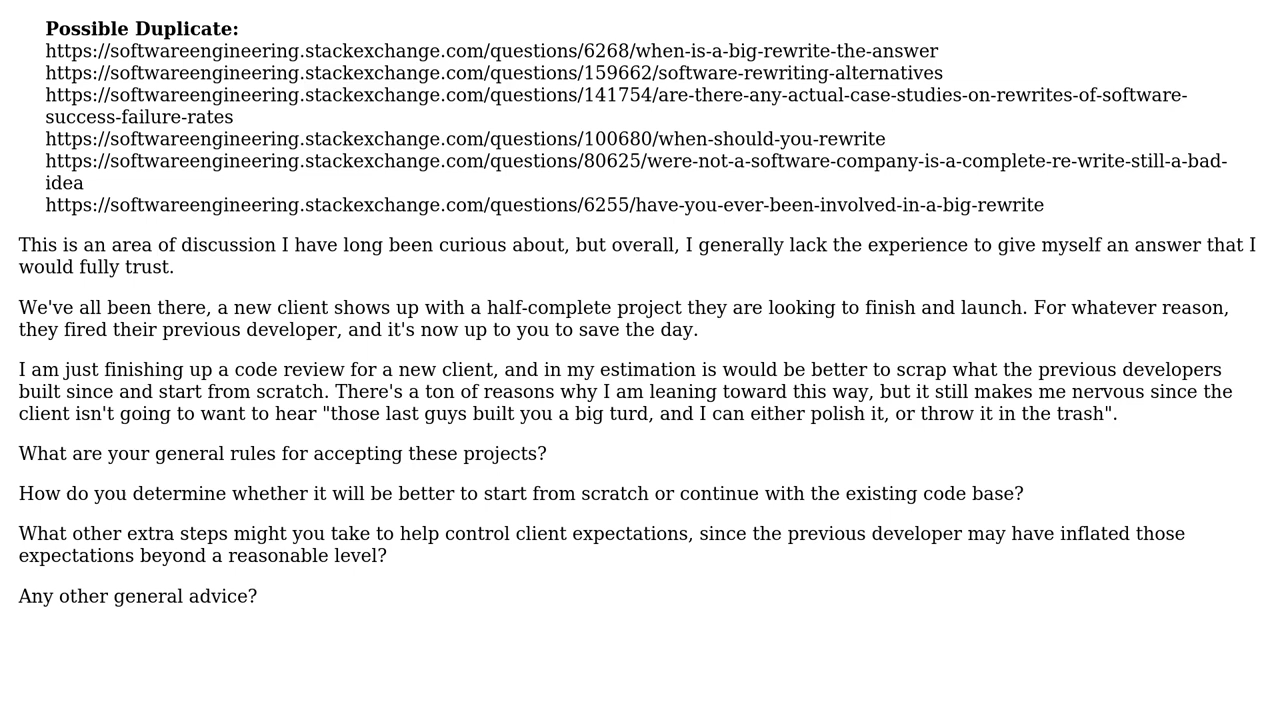 Possible Duplicate:
https://softwareengineering.stackexchange.com/questions/6268/when-is-a-big-rewrite-the-answer
https://softwareengineering.stackexchange.com/questions/159662/software-rewriting-alternatives
https://softwareengineering.stackexchange.com/questions/141754/are-there-any-actual-case-studies-on-rewrites-of-software-
success-failure-rates
https://softwareengineering.stackexchange.com/questions/100680/when-should-you-rewrite
https://softwareengineering.stackexchange.com/questions/80625/were-not-a-software-company-is-a-complete-re-write-still-a-bad-
idea
https://softwareengineering.stackexchange.com/questions/6255/have-you-ever-been-involved-in-a-big-rewrite
This is an area of discussion I have long been curious about, but overall, I generally lack the experience to give myself an answer that I
would fully trust.
We've all been there, a new client shows up with a half-complete project they are looking to finish and launch. For whatever reason,
they fired their previous developer, and it's now up to you to save the day.
I am just finishing up a code review for a new client, and in my estimation is would be better to scrap what the previous developers
built since and start from scratch. There's a ton of reasons why I am leaning toward this way, but it still makes me nervous since the
client isn't going to want to hear "those last guys built you a big turd, and I can either polish it, or throw it in the trash".
What are your general rules for accepting these projects?
How do you determine whether it will be better to start from scratch or continue with the existing code base?
What other extra steps might you take to help control client expectations, since the previous developer may have inflated those
expectations beyond a reasonable level?
Any other general advice?